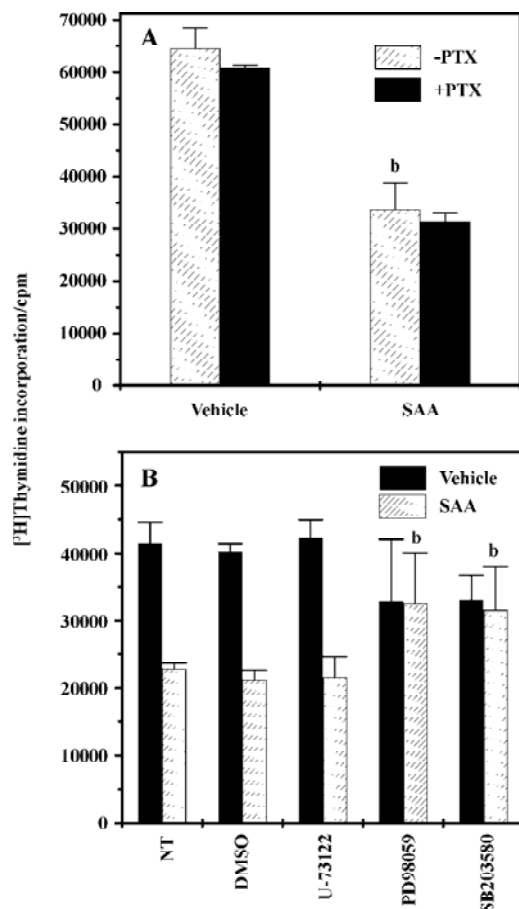 A
-PTX
+PTX
b
70000
60000
50000
40000
30000
20000
10000
0
Vehicle SAA
[³H]Thymidine incorporation/cpm
B
Vehicle
SAA
b b
50000
40000
30000
20000
10000
0
NT DMSO U-73122 PD98059 SB203580